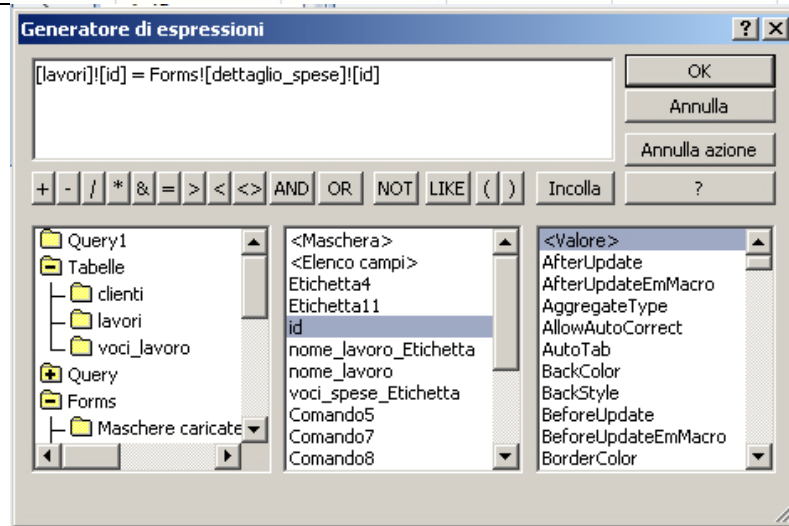 Generatore di espressioni
? X
[lavori]![id] = Forms![dettaglio_spese]![id]
OK
Annulla
Annulla azione
+ - / * & = > < <> AND OR NOT LIKE ( ) Incolla ?
Query1
Tabelle
clienti
lavori
voci_lavoro
Query
Forms
Maschere caricate
<Maschera>
<Elenco campi>
Etichetta4
Etichetta11
id
nome_lavoro_Etichetta
nome_lavoro
voci_spese_Etichetta
Comando5
Comando7
Comando8
<Valore>
AfterUpdate
AfterUpdateEmMacro
AggregateType
AllowAutoCorrect
AutoTab
BackColor
BackStyle
BeforeUpdate
BeforeUpdateEmMacro
BorderColor